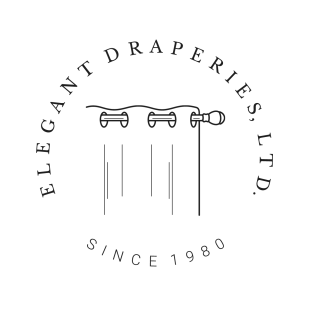 ELEGANT DRAPERIES, LTD.
SINCE 1980